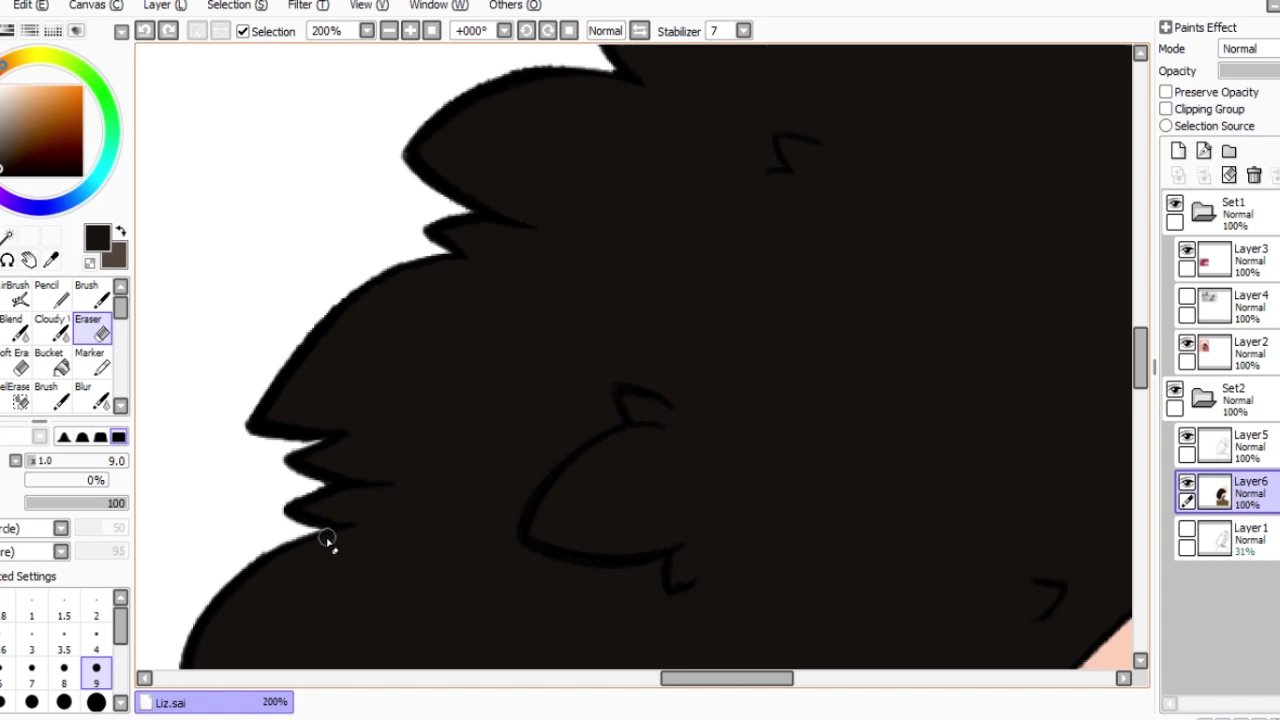 Edit (E) Canvas (C) Layer (L) Selection (S) Filter (T) View (V) Window (W) Others (O)
Selection 200% +000° Normal Stabilizer 7
Paints Effect
Mode Normal
Opacity
Preserve Opacity
Clipping Group
Selection Source
Set1
Normal
100%
Layer3
Normal
100%
Layer4
Normal
100%
Layer2
Normal
100%
Set2
Normal
100%
Layer5
Normal
100%
Layer6
Normal
100%
Layer1
Normal
31%
irBrush Pencil Brush
Blend Cloudy Eraser
oft Era Bucket Marker
elErase Brush Blur
x1.0 9.0
0%
100
rcle) 50
re) 95
ed Settings
.8 1 1.5 2
.6 3 3.5 4
7 8 9
Liz.sai 200%